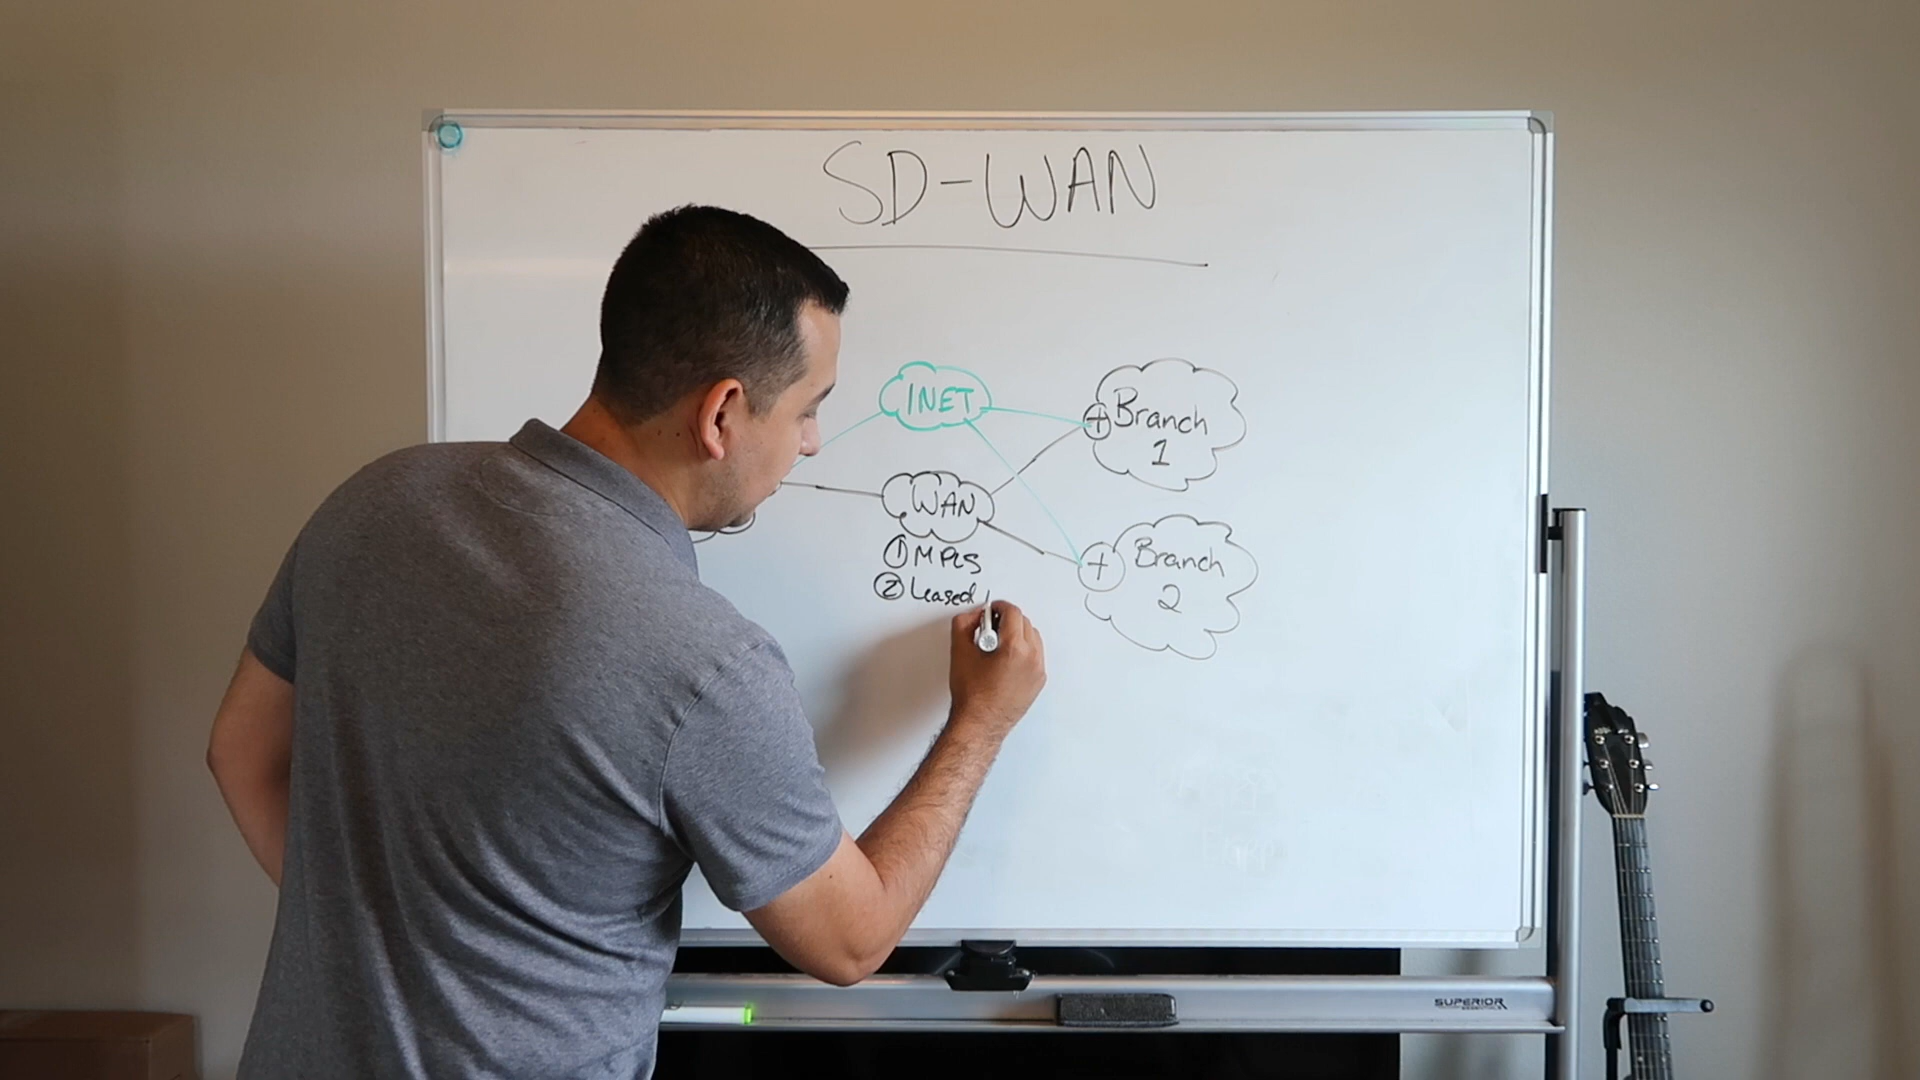 SD-WAN
INET
Branch
1
WAN
① MPLS
② Leased
Branch
2
SUPERIOR